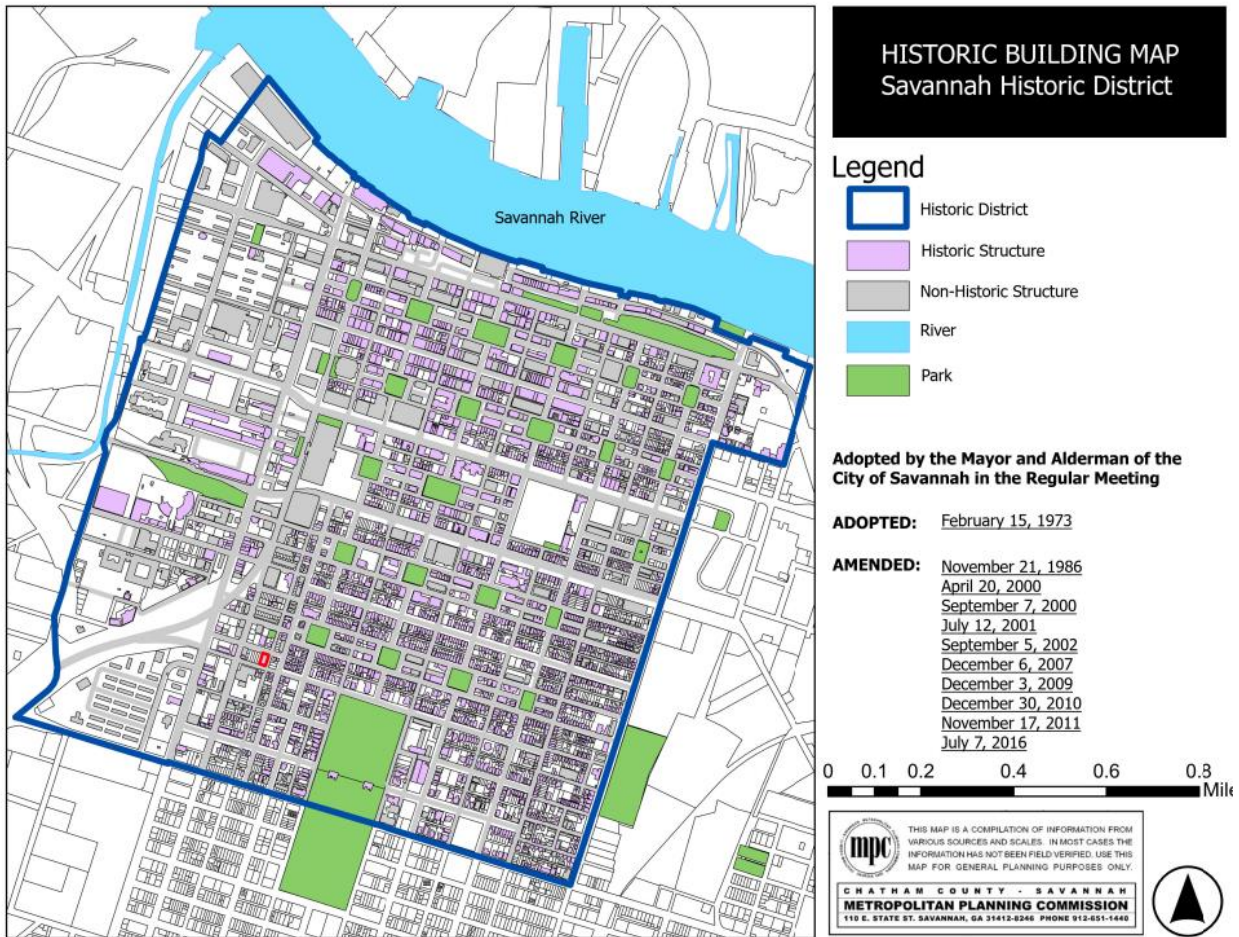 HISTORIC BUILDING MAP
Savannah Historic District
Legend
Historic District
Historic Structure
Non-Historic Structure
River
Park
Savannah River
Adopted by the Mayor and Alderman of the
City of Savannah in the Regular Meeting
ADOPTED: February 15, 1973
AMENDED: November 21, 1986
April 20, 2000
September 7, 2000
July 12, 2001
September 5, 2002
December 6, 2007
December 3, 2009
December 30, 2010
November 17, 2011
July 7, 2016
0 0.1 0.2 0.4 0.6 0.8
Mile
mpc
THIS MAP IS A COMPILATION OF INFORMATION FROM
VARIOUS SOURCES AND SCALES. IN MOST CASES THE
INFORMATION HAS NOT BEEN FIELD VERIFIED. USE THIS
MAP FOR GENERAL PLANNING PURPOSES ONLY.
CHATHAM COUNTY - SAVANNAH
METROPOLITAN PLANNING COMMISSION
110 E. STATE ST. SAVANNAH, GA 31412-8246 PHONE 912-651-1440